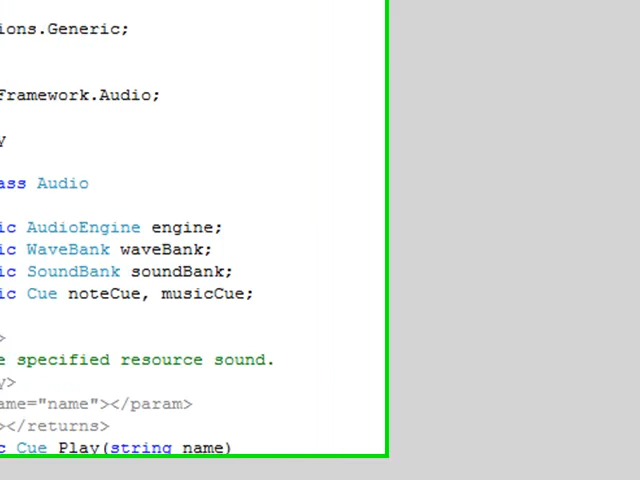 ions.Generic;
Framework.Audio;
y
ass Audio
ic AudioEngine engine;
ic WaveBank waveBank;
ic SoundBank soundBank;
ic Cue noteCue, musicCue;
>
e specified resource sound.
y>
ame="name"></param>
></returns>
c Cue Play(string name)